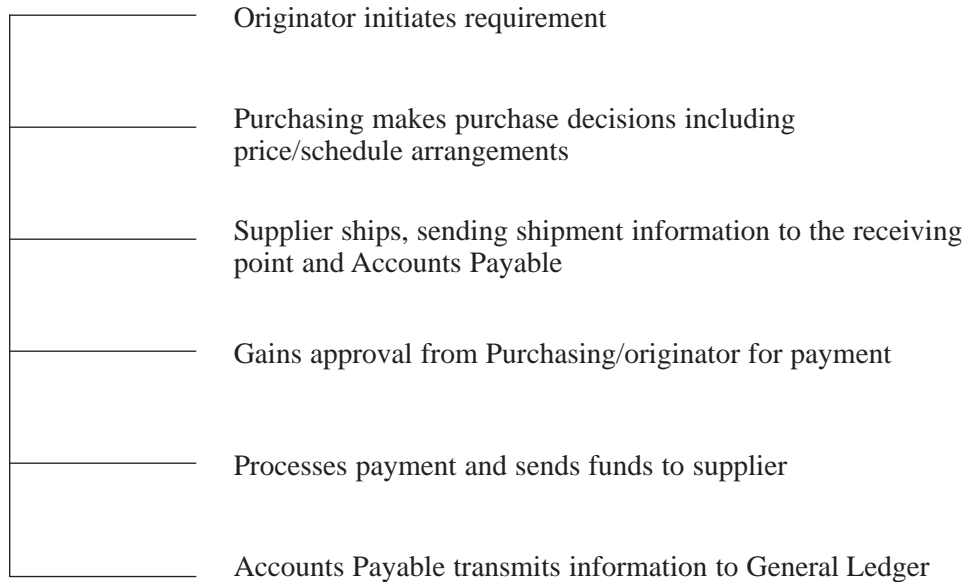 Originator initiates requirement
Purchasing makes purchase decisions including
price/schedule arrangements
Supplier ships, sending shipment information to the receiving
point and Accounts Payable
Gains approval from Purchasing/originator for payment
Processes payment and sends funds to supplier
Accounts Payable transmits information to General Ledger